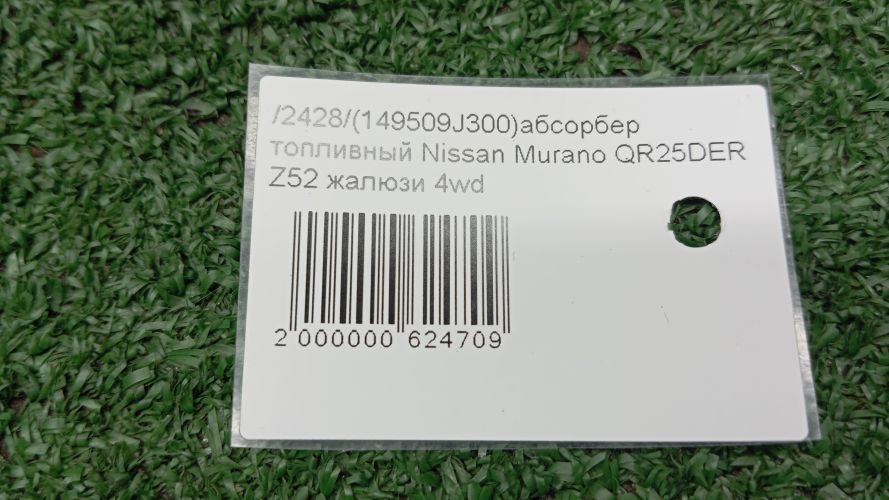 /2428/(149509J300)абсорбер
топливный Nissan Murano QR25DER
Z52 жалюзи 4wd
2 000000 624709